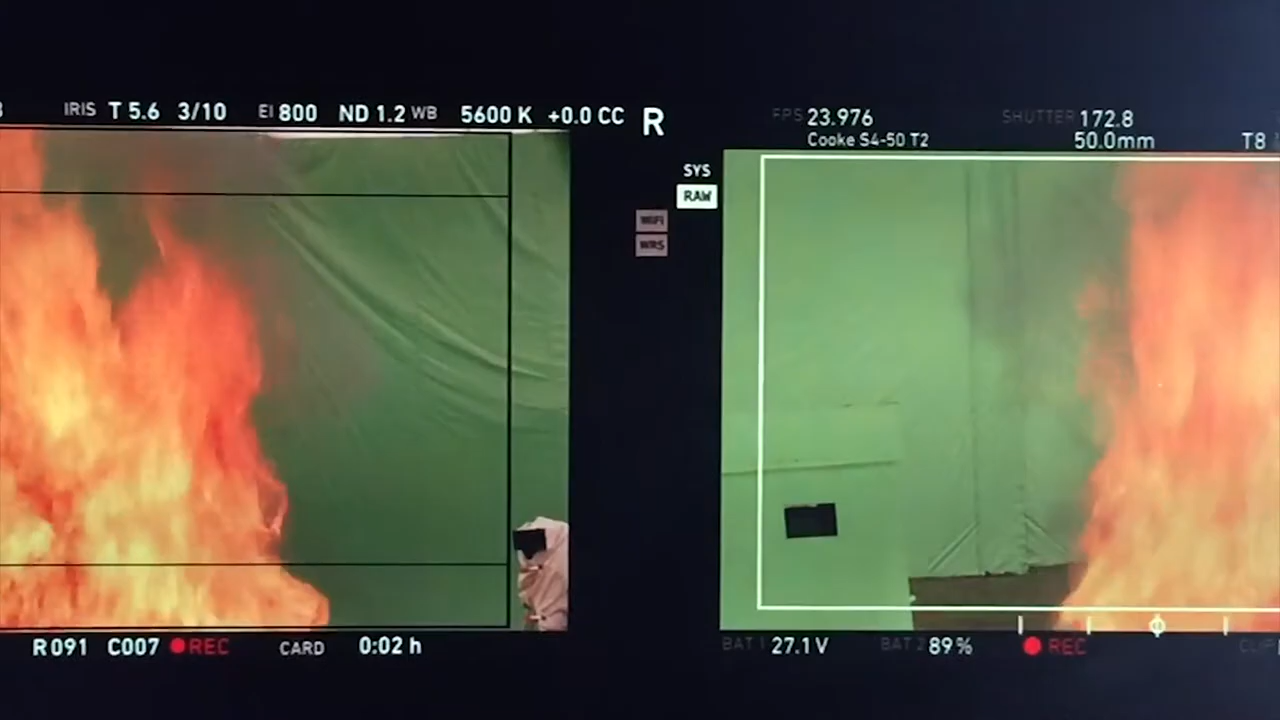 IRIS T 5.6 3/10 EI 800 ND 1.2 WB 5600 K +0.0 CC R
SYS
RAW
WiFi
WRS
R091 C007 REC CARD 0:02 h
FPS 23.976 SHUTTER 172.8
Cooke S4-50 T2 50.0mm T8
BAT 1 27.1 V BAT 2 89% REC CLIP